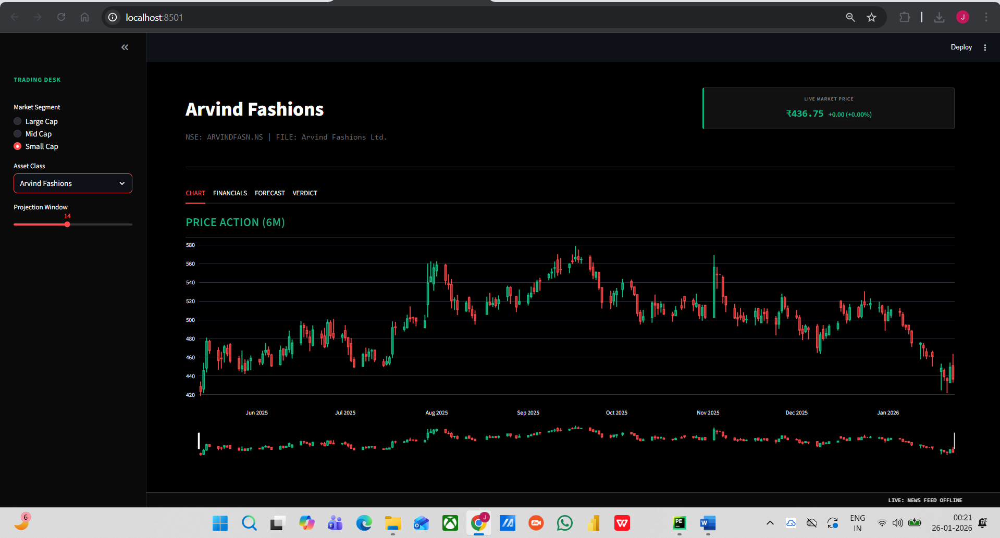 localhost:8501
J
Deploy
TRADING DESK
Market Segment
Large Cap
Mid Cap
Small Cap
Asset Class
Arvind Fashions
Projection Window
14
Arvind Fashions
NSE: ARVINDFASN.NS | FILE: Arvind Fashions Ltd.
LIVE MARKET PRICE
₹436.75 +0.00 (+0.00%)
CHART FINANCIALS FORECAST VERDICT
PRICE ACTION (6M)
580
560
540
520
500
480
460
440
420
Jun 2025 Jul 2025 Aug 2025 Sep 2025 Oct 2025 Nov 2025 Dec 2025 Jan 2026
LIVE: NEWS FEED OFFLINE
6
J
Jio
PE
W
ENG
IN
00:21
26-01-2026